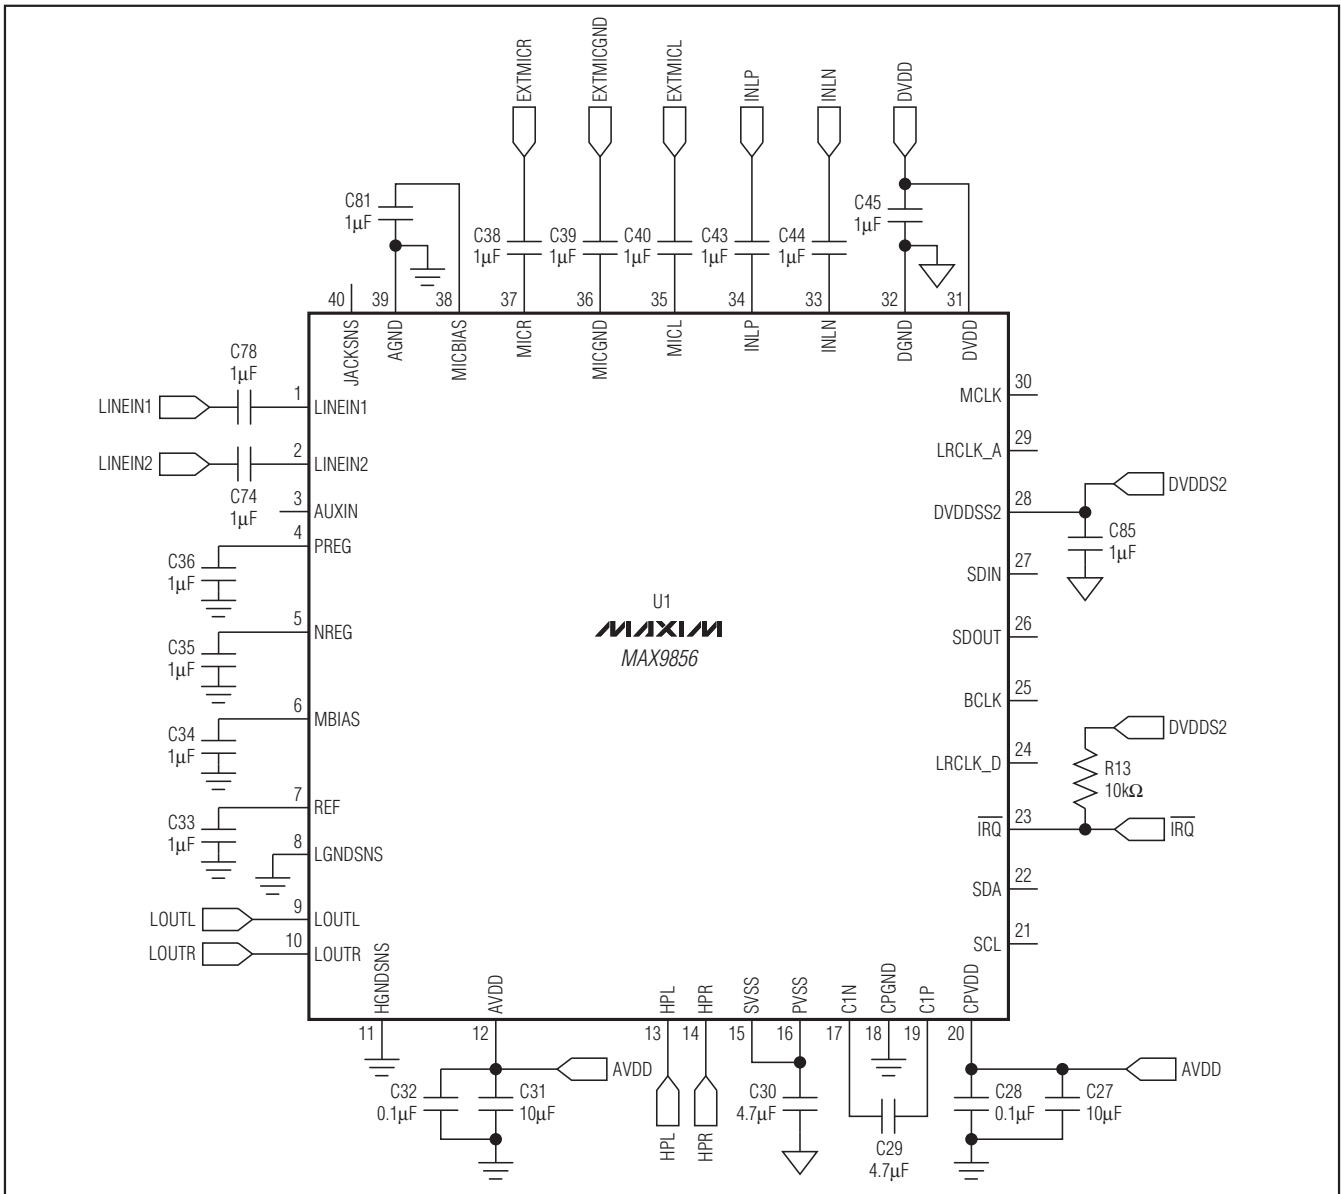 EXTMICR
EXTMICGND
EXTMICL
INLP
INLN
DVDD
C81
1µF
C38
1µF
C39
1µF
C40
1µF
C43
1µF
C44
1µF
C45
1µF
40
39
38
37
36
35
34
33
32
31
JACKSNS
AGND
MICBIAS
MICR
MICGND
MICL
INLP
INLN
DGND
DVDD
C78
1µF
LINEIN1
1
LINEIN1
LINEIN2
2
LINEIN2
C74
1µF
3
AUXIN
4
PREG
C36
1µF
5
NREG
C35
1µF
6
MBIAS
C34
1µF
7
REF
C33
1µF
8
LGNDSNS
LOUTL
9
LOUTL
LOUTR
10
LOUTR
U1
MAXIM
MAX9856
MCLK
30
LRCLK_A
29
DVDDS2
DVDDSS2
28
C85
1µF
SDIN
27
SDOUT
26
BCLK
25
DVDDS2
LRCLK_D
24
R13
10kΩ
IRQ
23
IRQ
SDA
22
SCL
21
HGNDSNS
AVDD
HPL
HPR
SVSS
PVSS
C1N
CPGND
C1P
CPVDD
11
12
13
14
15
16
17
18
19
20
AVDD
AVDD
C32
0.1µF
C31
10µF
HPL
HPR
C30
4.7µF
C29
4.7µF
C28
0.1µF
C27
10µF